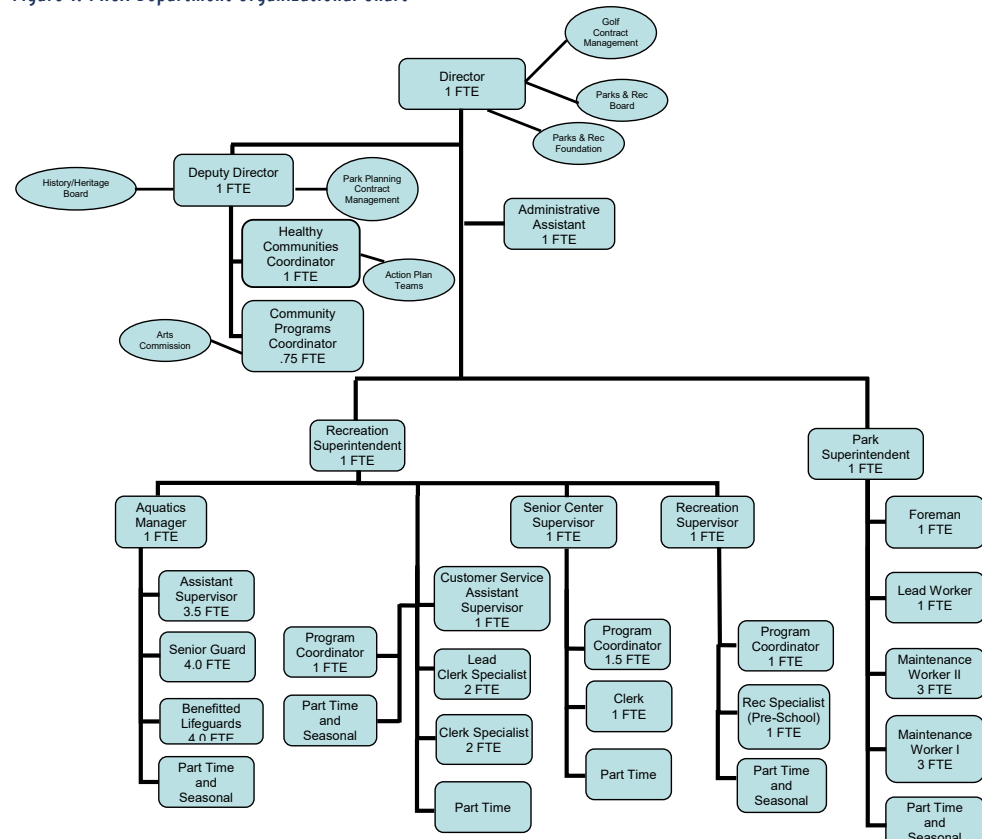 Golf
Contract
Management
Director
1 FTE
Parks & Rec
Board
Parks & Rec
Foundation
Deputy Director
1 FTE
History/Heritage
Board
Park Planning
Contract
Management
Administrative
Assistant
1 FTE
Healthy
Communities
Coordinator
1 FTE
Action Plan
Teams
Community
Programs
Coordinator
.75 FTE
Arts
Commission
Recreation
Superintendent
1 FTE
Park
Superintendent
1 FTE
Aquatics
Manager
1 FTE
Senior Center
Supervisor
1 FTE
Recreation
Supervisor
1 FTE
Foreman
1 FTE
Assistant
Supervisor
3.5 FTE
Customer Service
Assistant
Supervisor
1 FTE
Lead Worker
1 FTE
Senior Guard
4.0 FTE
Program
Coordinator
1 FTE
Lead
Clerk Specialist
2 FTE
Program
Coordinator
1.5 FTE
Program
Coordinator
1 FTE
Maintenance
Worker II
3 FTE
Benefitted
Lifeguards
4.0 FTE
Part Time
and
Seasonal
Clerk Specialist
2 FTE
Clerk
1 FTE
Rec Specialist
(Pre-School)
1 FTE
Maintenance
Worker I
3 FTE
Part Time
and
Seasonal
Part Time
Part Time
Part Time
and
Seasonal
Part Time
and
Seasonal